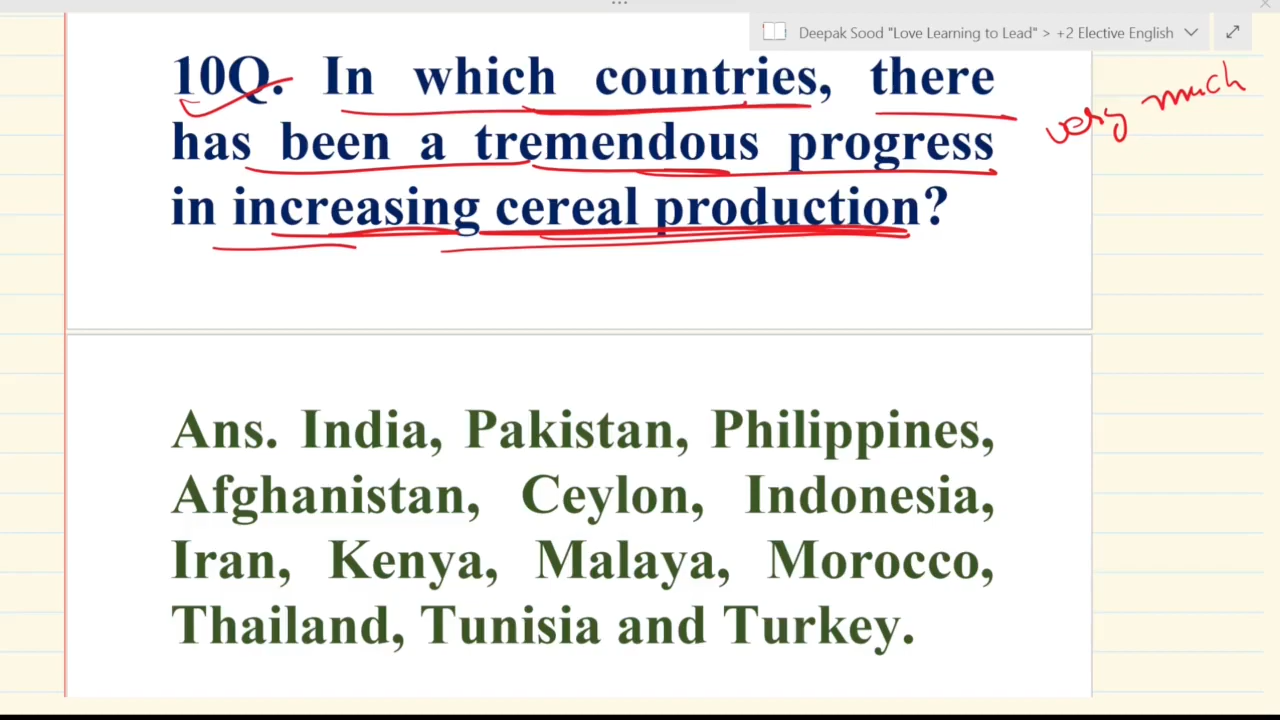 Deepak Sood "Love Learning to Lead" > +2 Elective English
10Q. In which countries, there
very much
has been a tremendous progress
in increasing cereal production?
Ans. India, Pakistan, Philippines,
Afghanistan, Ceylon, Indonesia,
Iran, Kenya, Malaya, Morocco,
Thailand, Tunisia and Turkey.